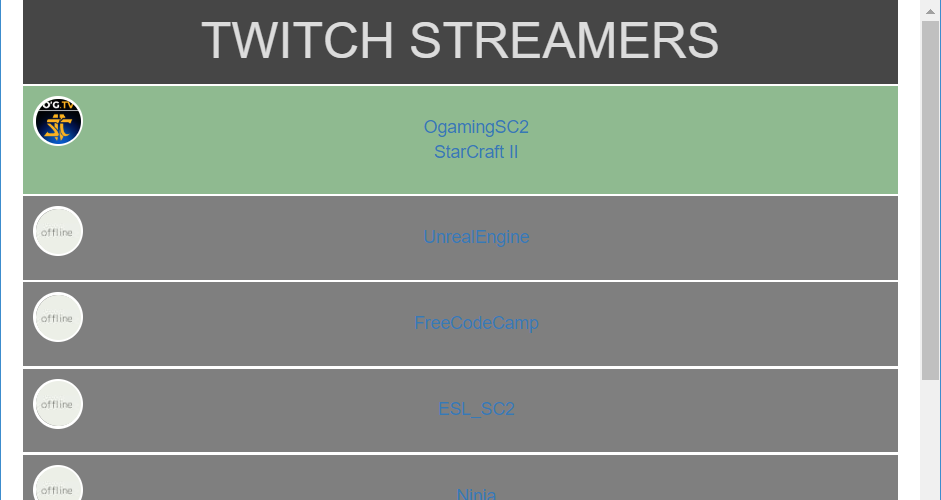 TWITCH STREAMERS
O'G.TV
OgamingSC2
StarCraft II
offline
UnrealEngine
offline
FreeCodeCamp
offline
ESL_SC2
offline
Ninja